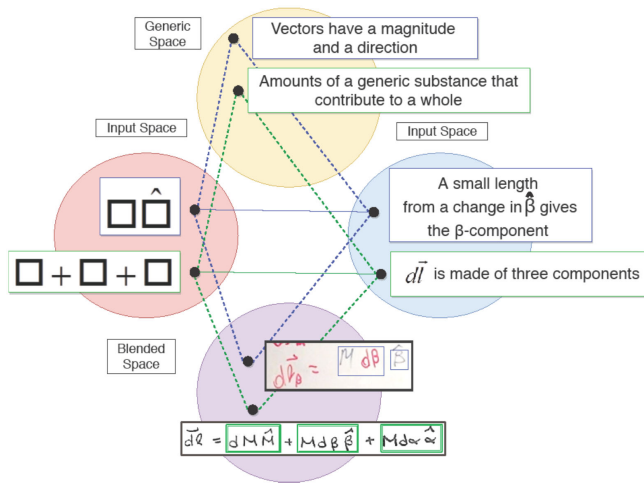 Generic
Space
Vectors have a magnitude
and a direction
Amounts of a generic substance that
contribute to a whole
Input Space
Input Space
□ □̂
A small length
from a change in β̂ gives
the β-component
□ + □ + □
dl⃗ is made of three components
Blended
Space
dl⃗β = M dβ β̂
dl⃗ = dM M̂ + M dβ β̂ + M dα α̂